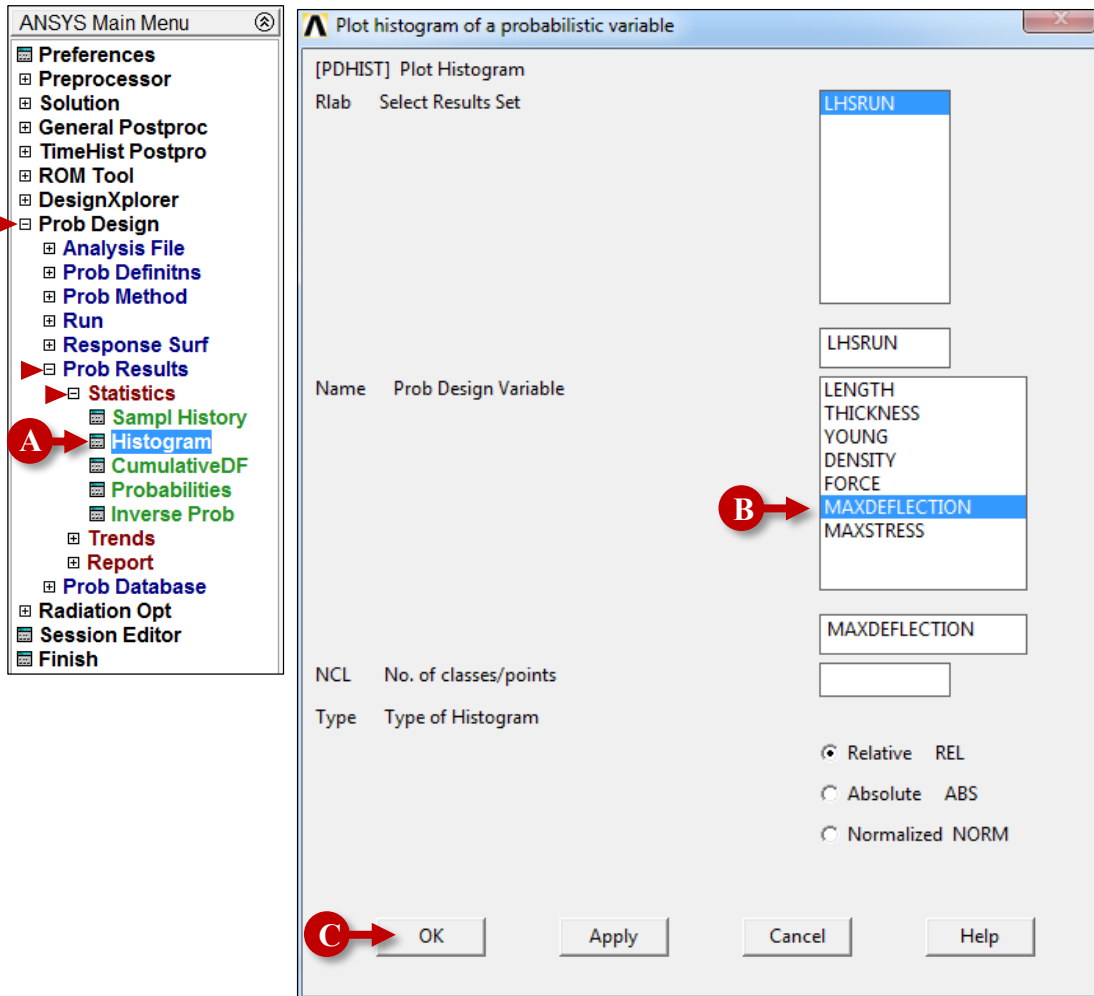 ANSYS Main Menu
Preferences
Preprocessor
Solution
General Postproc
TimeHist Postpro
ROM Tool
DesignXplorer
Prob Design
Analysis File
Prob Definitns
Prob Method
Run
Response Surf
Prob Results
Statistics
Sampl History
A
Histogram
CumulativeDF
Probabilities
Inverse Prob
Trends
Report
Prob Database
Radiation Opt
Session Editor
Finish
Plot histogram of a probabilistic variable
[PDHIST] Plot Histogram
Rlab Select Results Set
LHSRUN
LHSRUN
Name Prob Design Variable
LENGTH
THICKNESS
YOUNG
DENSITY
FORCE
B
MAXDEFLECTION
MAXSTRESS
MAXDEFLECTION
NCL No. of classes/points
Type Type of Histogram
Relative REL
Absolute ABS
Normalized NORM
C
OK Apply Cancel Help